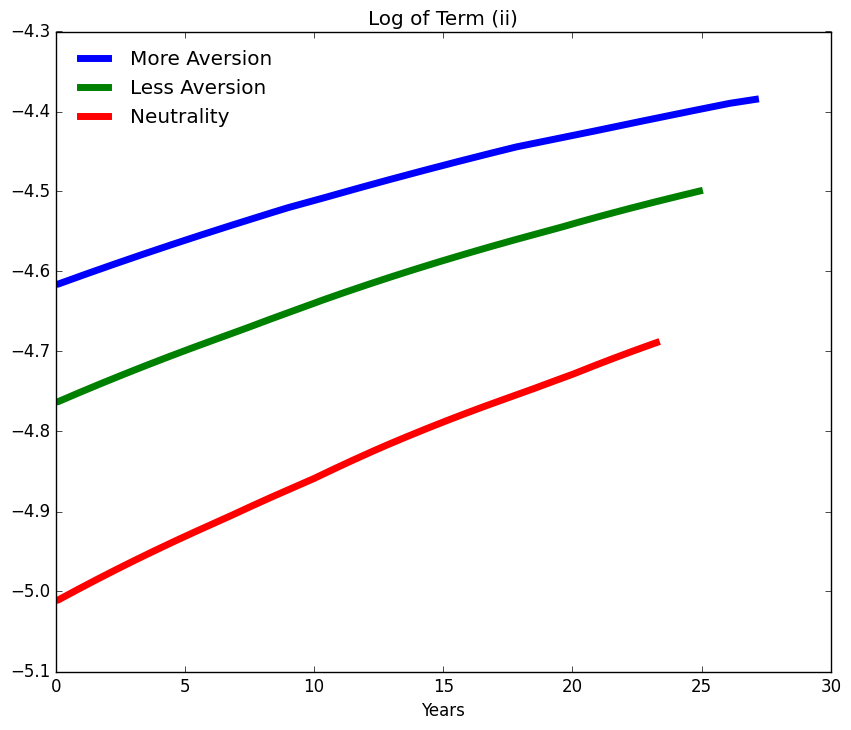 Log of Term (ii)
−4.3
−4.4
−4.5
−4.6
−4.7
−4.8
−4.9
−5.0
−5.1
More Aversion
Less Aversion
Neutrality
0 5 10 15 20 25 30
Years